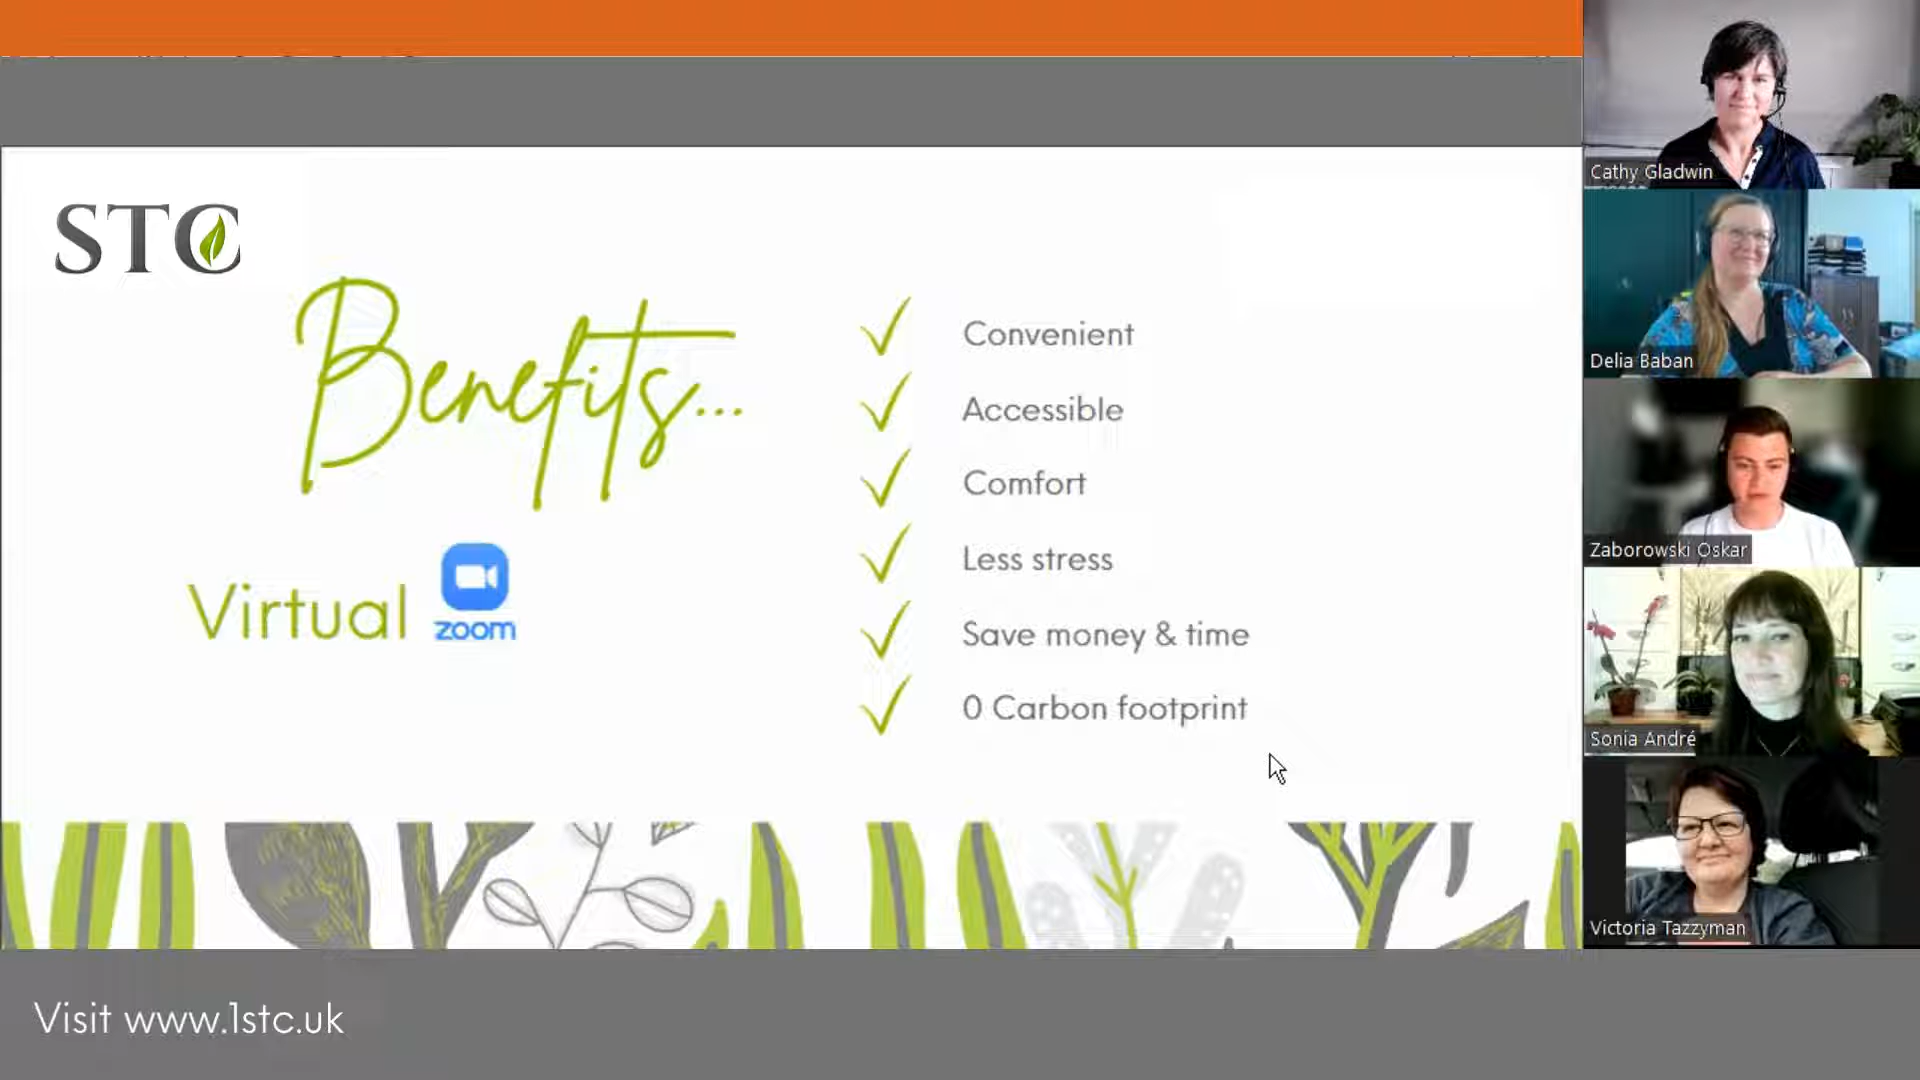 STC
Benefits...
Virtual
zoom
Convenient
Accessible
Comfort
Less stress
Save money & time
0 Carbon footprint
Cathy Gladwin
Delia Baban
Zaborowski Oskar
Sonia André
Victoria Tazzyman
Visit www.1stc.uk